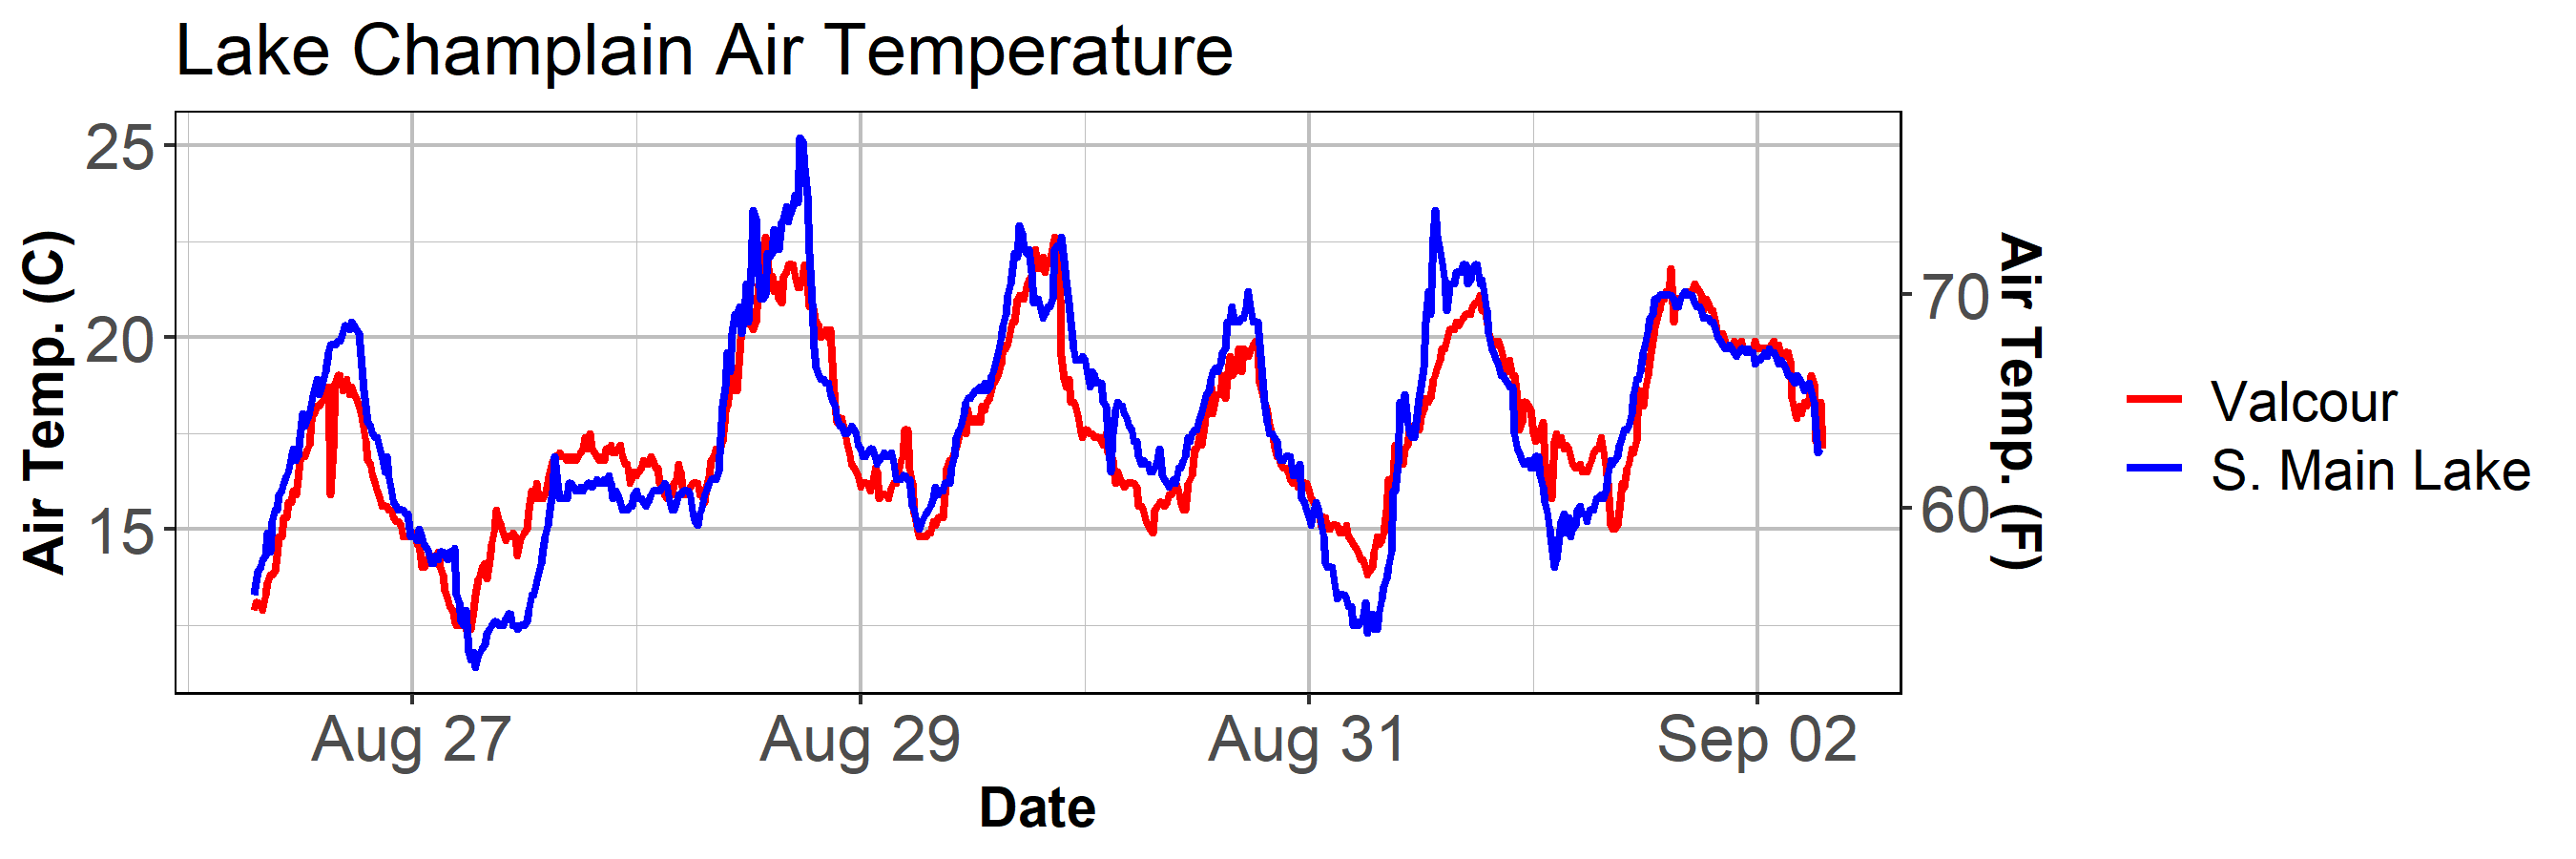 Lake Champlain Air Temperature
25
20
15
Air Temp. (C)
70
60
Air Temp. (F)
Aug 27
Aug 29
Aug 31
Sep 02
Date
Valcour
S. Main Lake